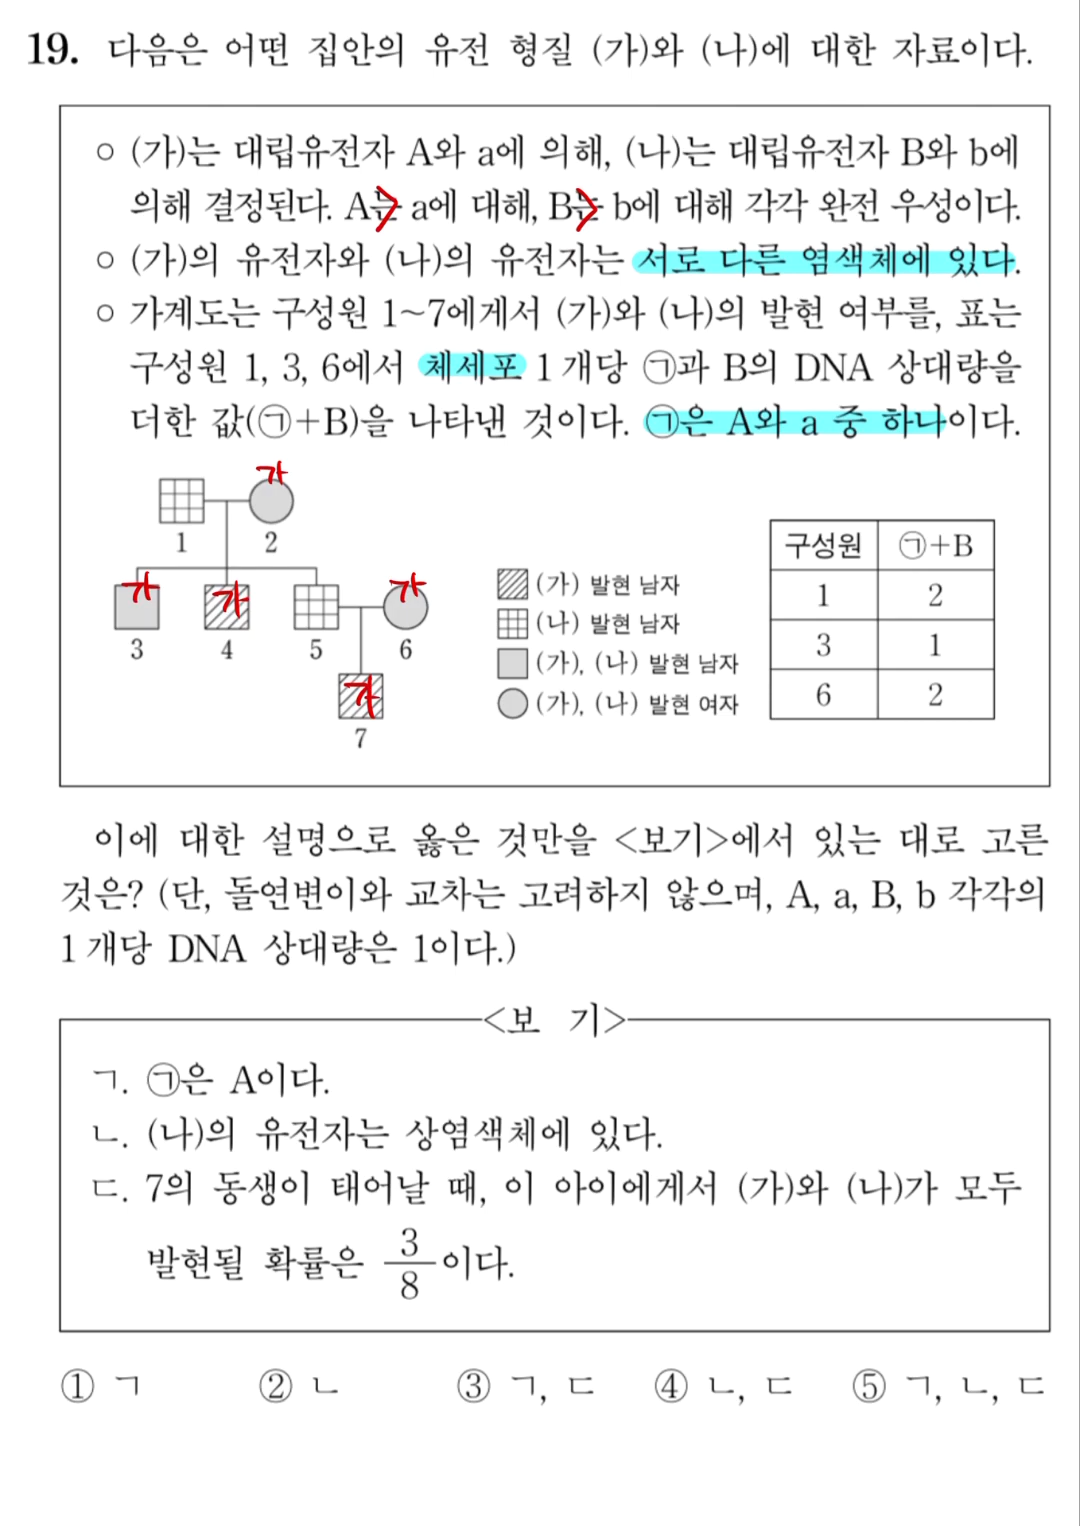 19. 다음은 어떤 집안의 유전 형질 (가)와 (나)에 대한 자료이다.
○ (가)는 대립유전자 A와 a에 의해, (나)는 대립유전자 B와 b에
의해 결정된다. A는 > a에 대해, B는 > b에 대해 각각 완전 우성이다.
○ (가)의 유전자와 (나)의 유전자는 서로 다른 염색체에 있다.
○ 가계도는 구성원 1~7에게서 (가)와 (나)의 발현 여부를, 표는
구성원 1, 3, 6에서 체세포 1개당 ㉠과 B의 DNA 상대량을
더한 값(㉠+B)을 나타낸 것이다. ㉠은 A와 a 중 하나이다.
가
1 2
가 가 가
3 4 5 6
가
7
(가) 발현 남자
(나) 발현 남자
(가), (나) 발현 남자
(가), (나) 발현 여자
구성원 ㉠+B
1 2
3 1
6 2
이에 대한 설명으로 옳은 것만을 <보기>에서 있는 대로 고른
것은? (단, 돌연변이와 교차는 고려하지 않으며, A, a, B, b 각각의
1개당 DNA 상대량은 1이다.)
<보 기>
ㄱ. ㉠은 A이다.
ㄴ. (나)의 유전자는 상염색체에 있다.
ㄷ. 7의 동생이 태어날 때, 이 아이에게서 (가)와 (나)가 모두
발현될 확률은 3/8이다.
① ㄱ ② ㄴ ③ ㄱ, ㄷ ④ ㄴ, ㄷ ⑤ ㄱ, ㄴ, ㄷ